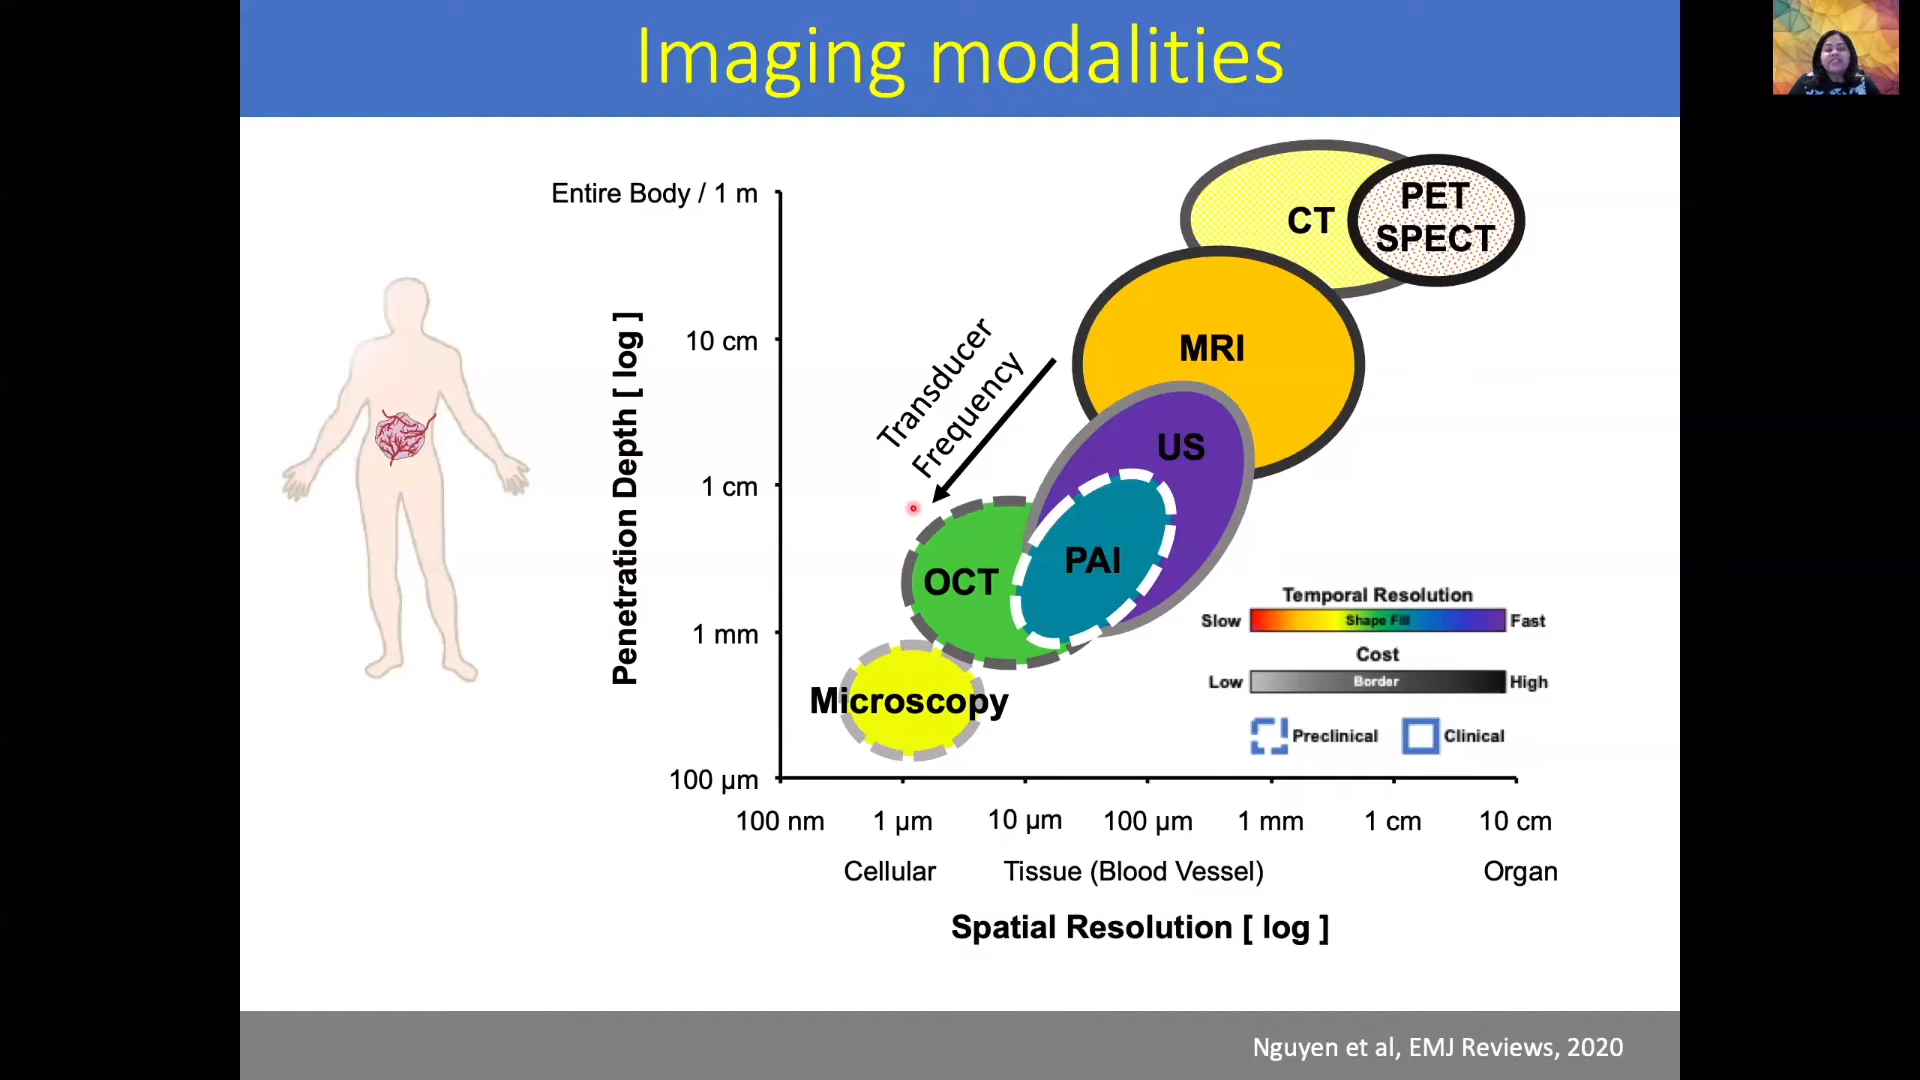 Imaging modalities
Entire Body / 1 m
10 cm
1 cm
1 mm
100 µm
Penetration Depth [ log ]
Transducer
Frequency
CT
PET
SPECT
MRI
US
PAI
OCT
Microscopy
Temporal Resolution
Slow
Shape Fill
Fast
Cost
Low
Border
High
Preclinical
Clinical
100 nm
1 µm
10 µm
100 µm
1 mm
1 cm
10 cm
Cellular
Tissue (Blood Vessel)
Organ
Spatial Resolution [ log ]
Nguyen et al, EMJ Reviews, 2020